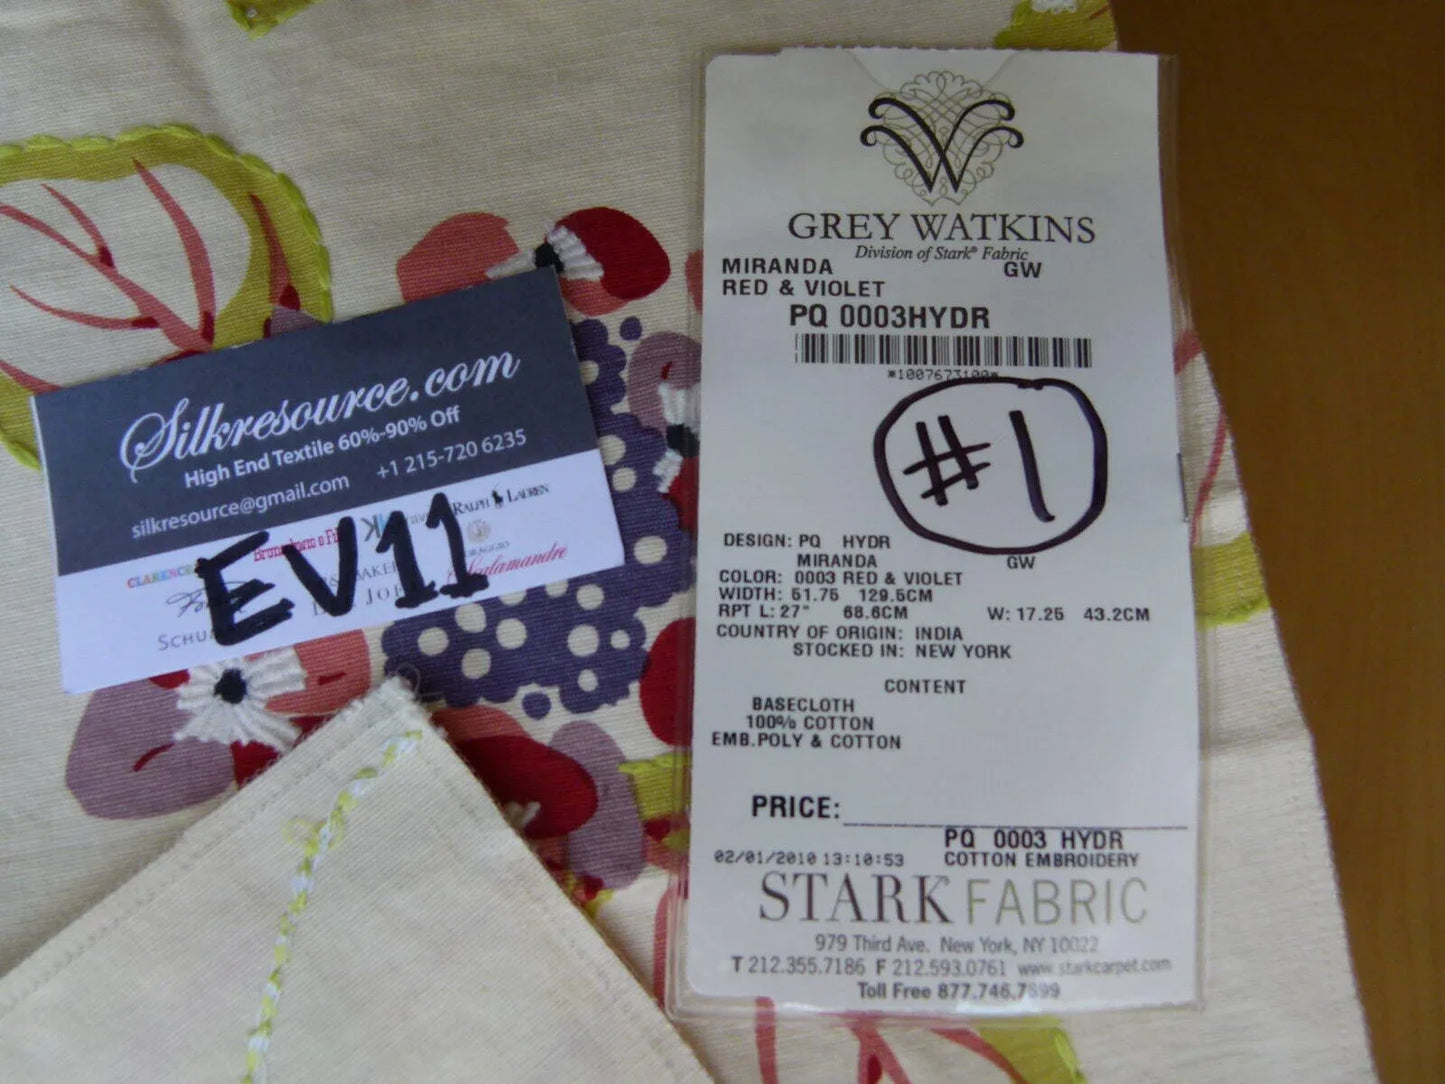 Silkresource.com
High End Textile 60%-90% Off
silkresource@gmail.com +1 215-720 6235
RALPH LAUREN
CLARENCE
Scalamandre
SCHU
EV11
GREY WATKINS
Division of Stark® Fabric
MIRANDA GW
RED & VIOLET
PQ 0003HYDR
*1007673100*
#1
DESIGN: PQ HYDR
MIRANDA GW
COLOR: 0003 RED & VIOLET
WIDTH: 51.75 129.5CM
RPT L: 27" 68.6CM W: 17.25 43.2CM
COUNTRY OF ORIGIN: INDIA
STOCKED IN: NEW YORK
CONTENT
BASECLOTH
100% COTTON
EMB.POLY & COTTON
PRICE:
PQ 0003 HYDR
02/01/2010 13:10:53 COTTON EMBROIDERY
STARK FABRIC
979 Third Ave. New York, NY 10022
T 212.355.7186 F 212.593.0761 www.starkcarpet.com
Toll Free 877.746.7899